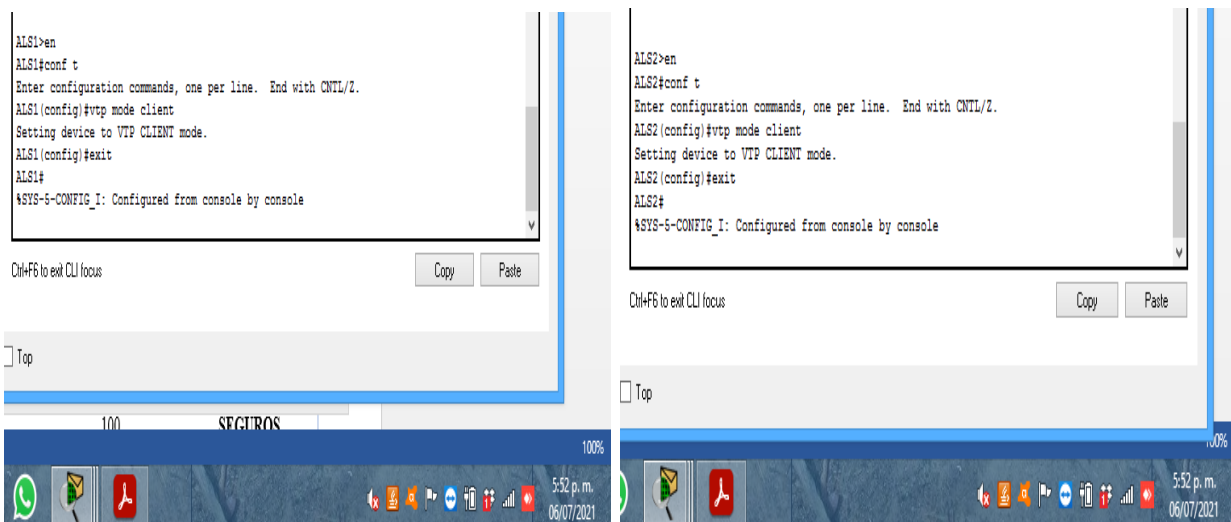 ALS1>en
ALS1#conf t
Enter configuration commands, one per line. End with CNTL/Z.
ALS1(config)#vtp mode client
Setting device to VTP CLIENT mode.
ALS1(config)#exit
ALS1#
%SYS-5-CONFIG_I: Configured from console by console
Ctrl+F6 to exit CLI focus
Copy
Paste
Top
100
SEGUROS
100%
5:52 p. m.
06/07/2021
ALS2>en
ALS2#conf t
Enter configuration commands, one per line. End with CNTL/Z.
ALS2(config)#vtp mode client
Setting device to VTP CLIENT mode.
ALS2(config)#exit
ALS2#
%SYS-5-CONFIG_I: Configured from console by console
Ctrl+F6 to exit CLI focus
Copy
Paste
Top
100%
5:52 p. m.
06/07/2021